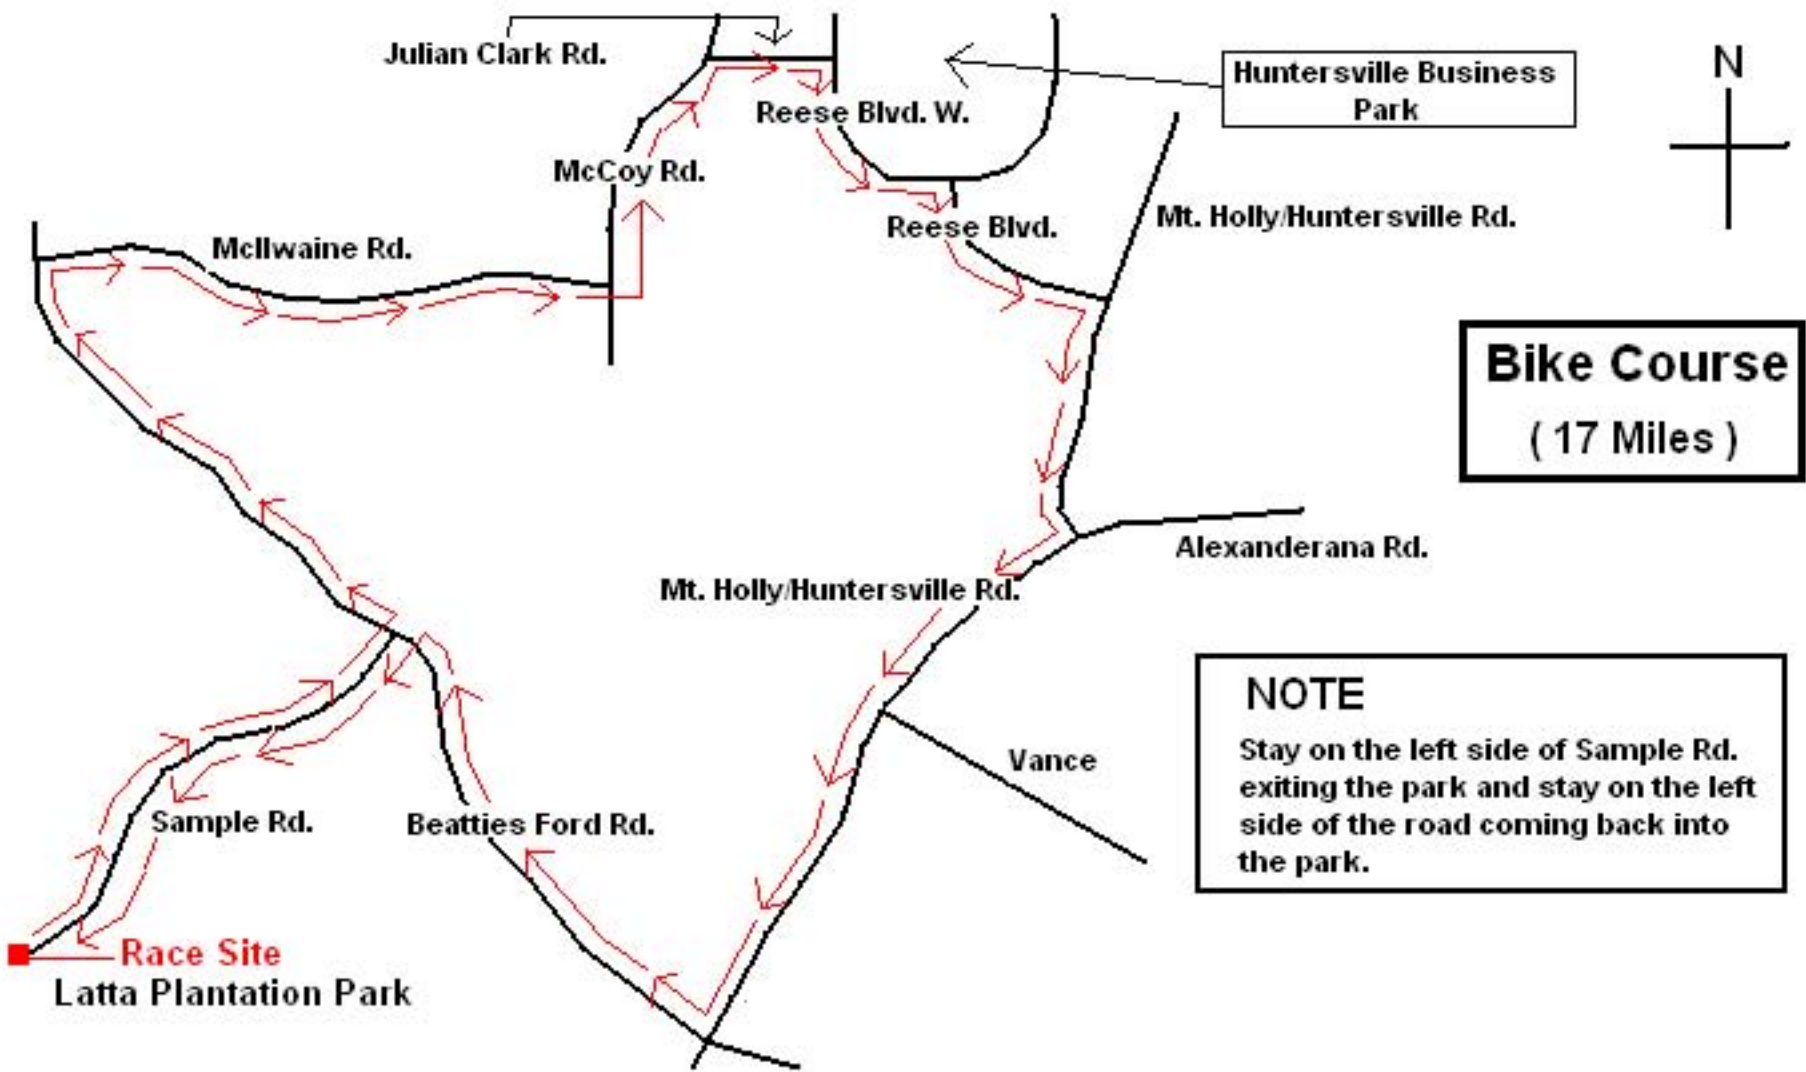 Julian Clark Rd.
N
Huntersville Business
Park
Reese Blvd. W.
McCoy Rd.
Mt. Holly/Huntersville Rd.
Reese Blvd.
McIlwaine Rd.
Bike Course
( 17 Miles )
Alexanderana Rd.
Mt. Holly/Huntersville Rd.
NOTE
Stay on the left side of Sample Rd.
exiting the park and stay on the left
side of the road coming back into
the park.
Vance
Sample Rd.
Beatties Ford Rd.
Race Site
Latta Plantation Park